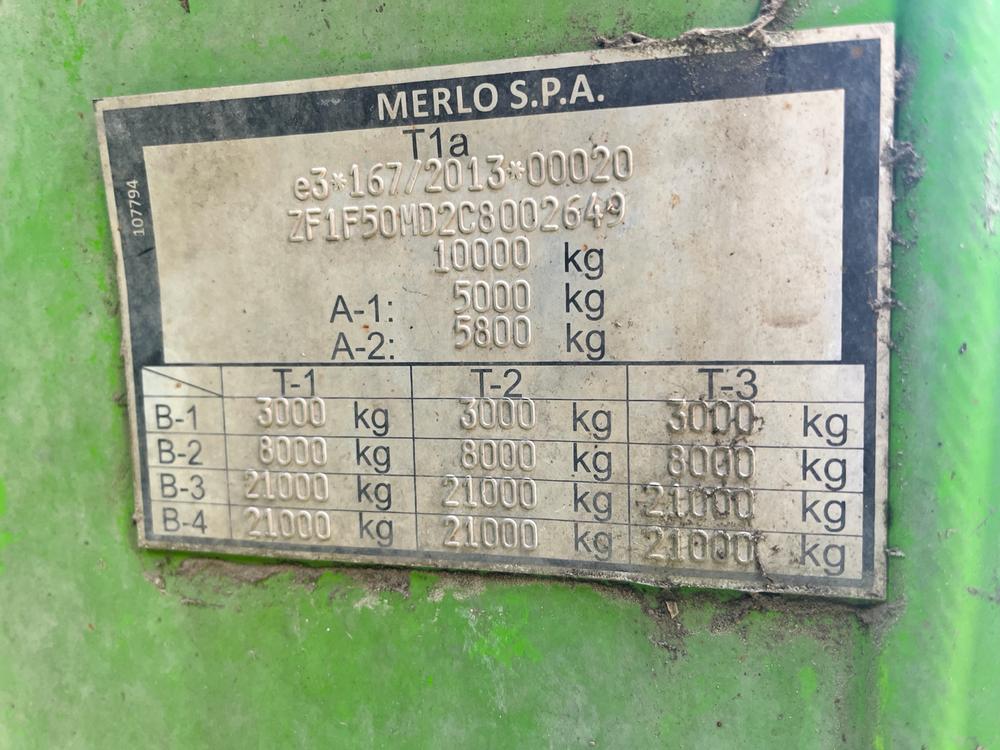 MERLO S.P.A.
T1a
e3*167/2013*00020
ZF1F50MD2C8002649
10000 kg
A-1: 5000 kg
A-2: 5800 kg
107794
T-1 T-2 T-3
B-1 3000 kg 3000 kg 3000 kg
B-2 8000 kg 8000 kg 8000 kg
B-3 21000 kg 21000 kg 21000 kg
B-4 21000 kg 21000 kg 21000 kg